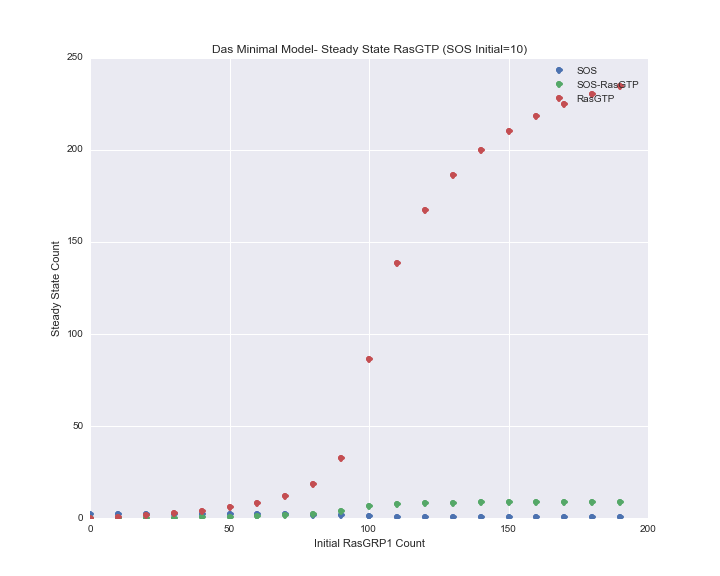 Das Minimal Model- Steady State RasGTP (SOS Initial=10)
250
200
150
100
50
0
Steady State Count
SOS
SOS-RasGTP
RasGTP
0
50
100
150
200
Initial RasGRP1 Count